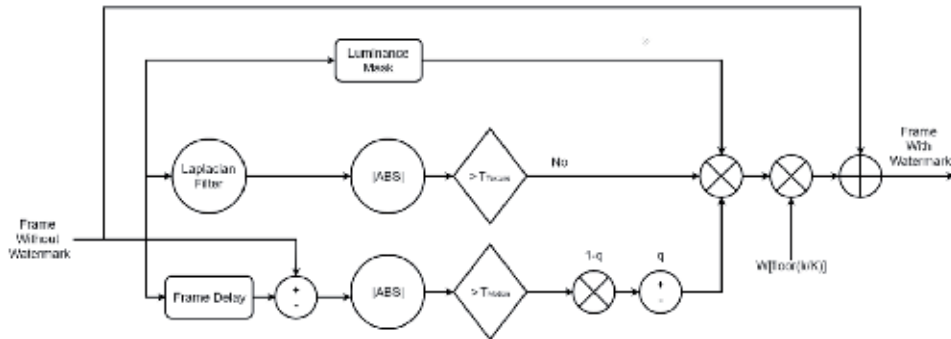 Luminance
Mask
Laplacian
Filter
|ABS|
> T
No
Frame
With
Watermark
Frame
Without
Watermark
Frame Delay
+
-
|ABS|
> T
1-q
q
+
-
W[floor(k/K)]